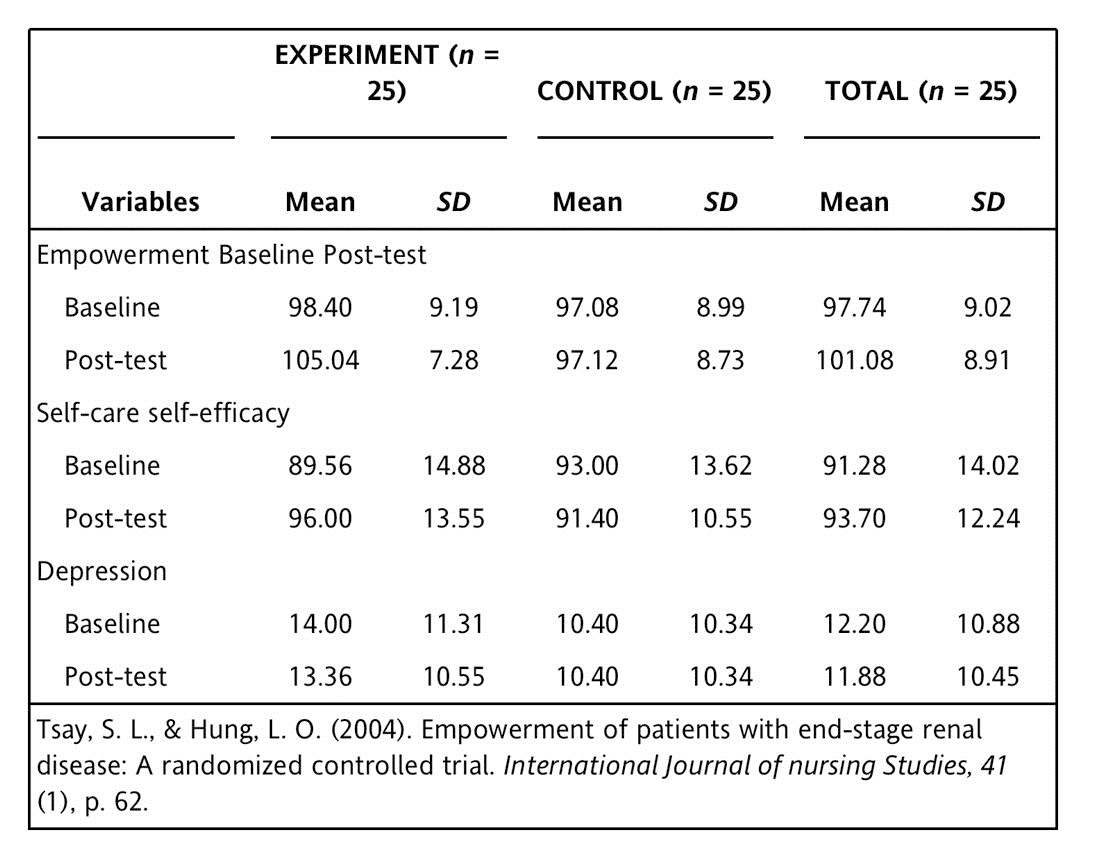 EXPERIMENT (n =
25) CONTROL (n = 25) TOTAL (n = 25)
Variables Mean SD Mean SD Mean SD
Empowerment Baseline Post-test
Baseline 98.40 9.19 97.08 8.99 97.74 9.02
Post-test 105.04 7.28 97.12 8.73 101.08 8.91
Self-care self-efficacy
Baseline 89.56 14.88 93.00 13.62 91.28 14.02
Post-test 96.00 13.55 91.40 10.55 93.70 12.24
Depression
Baseline 14.00 11.31 10.40 10.34 12.20 10.88
Post-test 13.36 10.55 10.40 10.34 11.88 10.45
Tsay, S. L., & Hung, L. O. (2004). Empowerment of patients with end-stage renal
disease: A randomized controlled trial. International Journal of nursing Studies, 41
(1), p. 62.